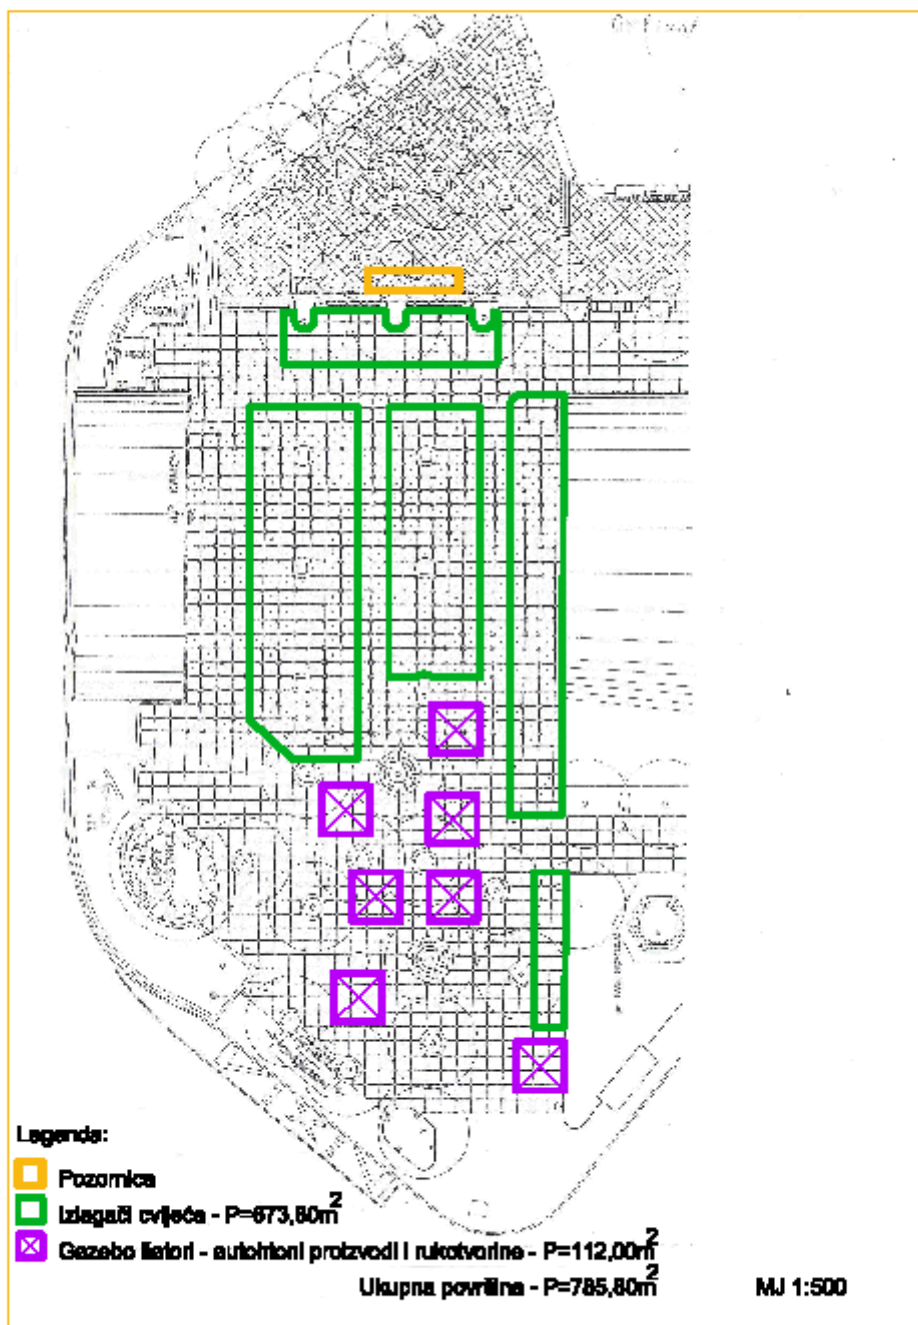 Legenda:
Pozornica
Izlagači cvijeća - P=673,80m²
Gazebo šatori - autohtoni proizvodi i rukotvorine - P=112,00m²
Ukupna površina - P=785,80m²
MJ 1:500